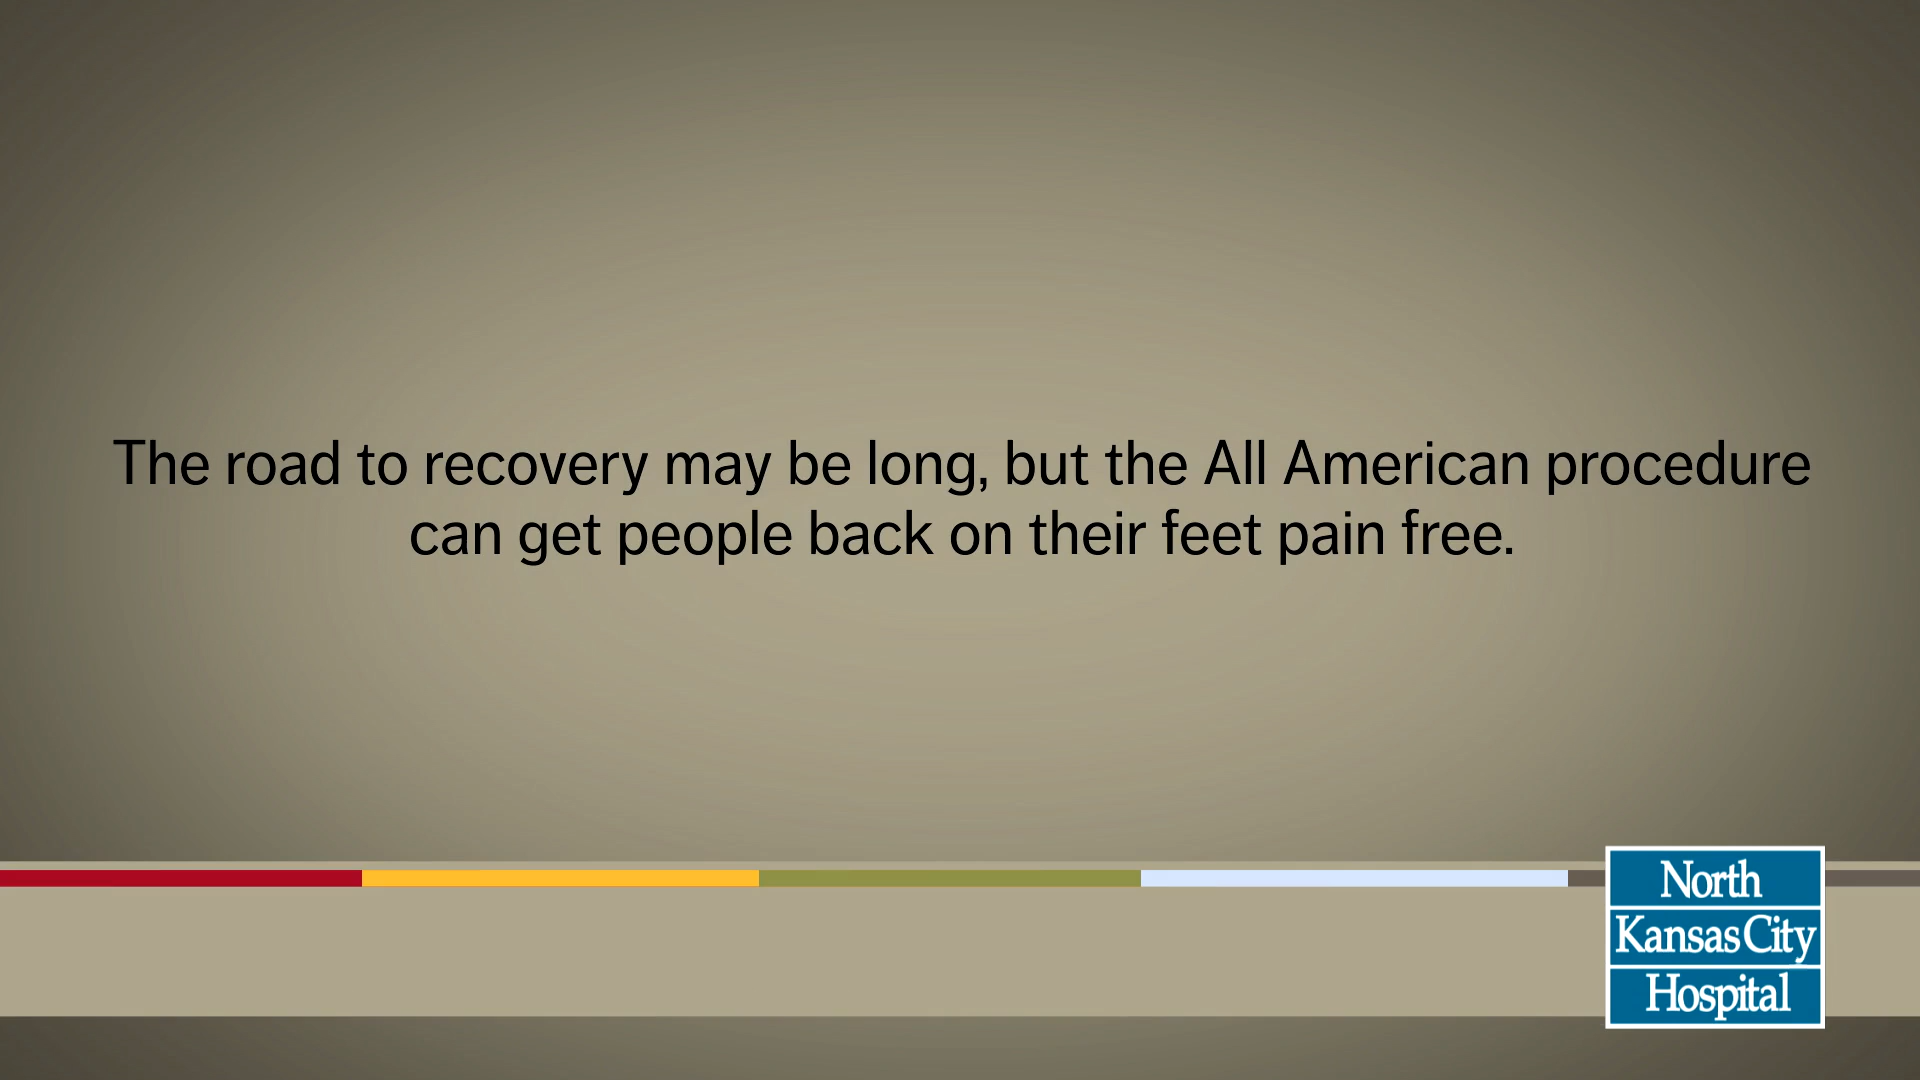 The road to recovery may be long, but the All American procedure
can get people back on their feet pain free.
North
Kansas City
Hospital